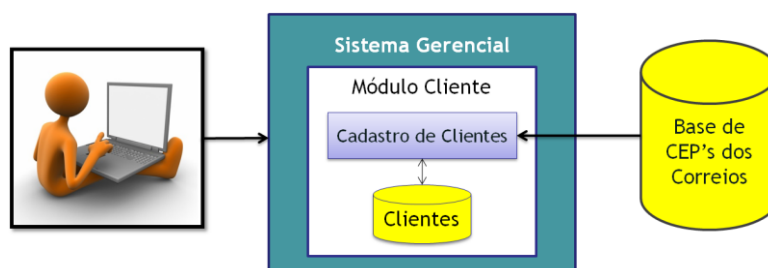 Sistema Gerencial
Módulo Cliente
Cadastro de Clientes
Clientes
Base de
CEP's dos
Correios